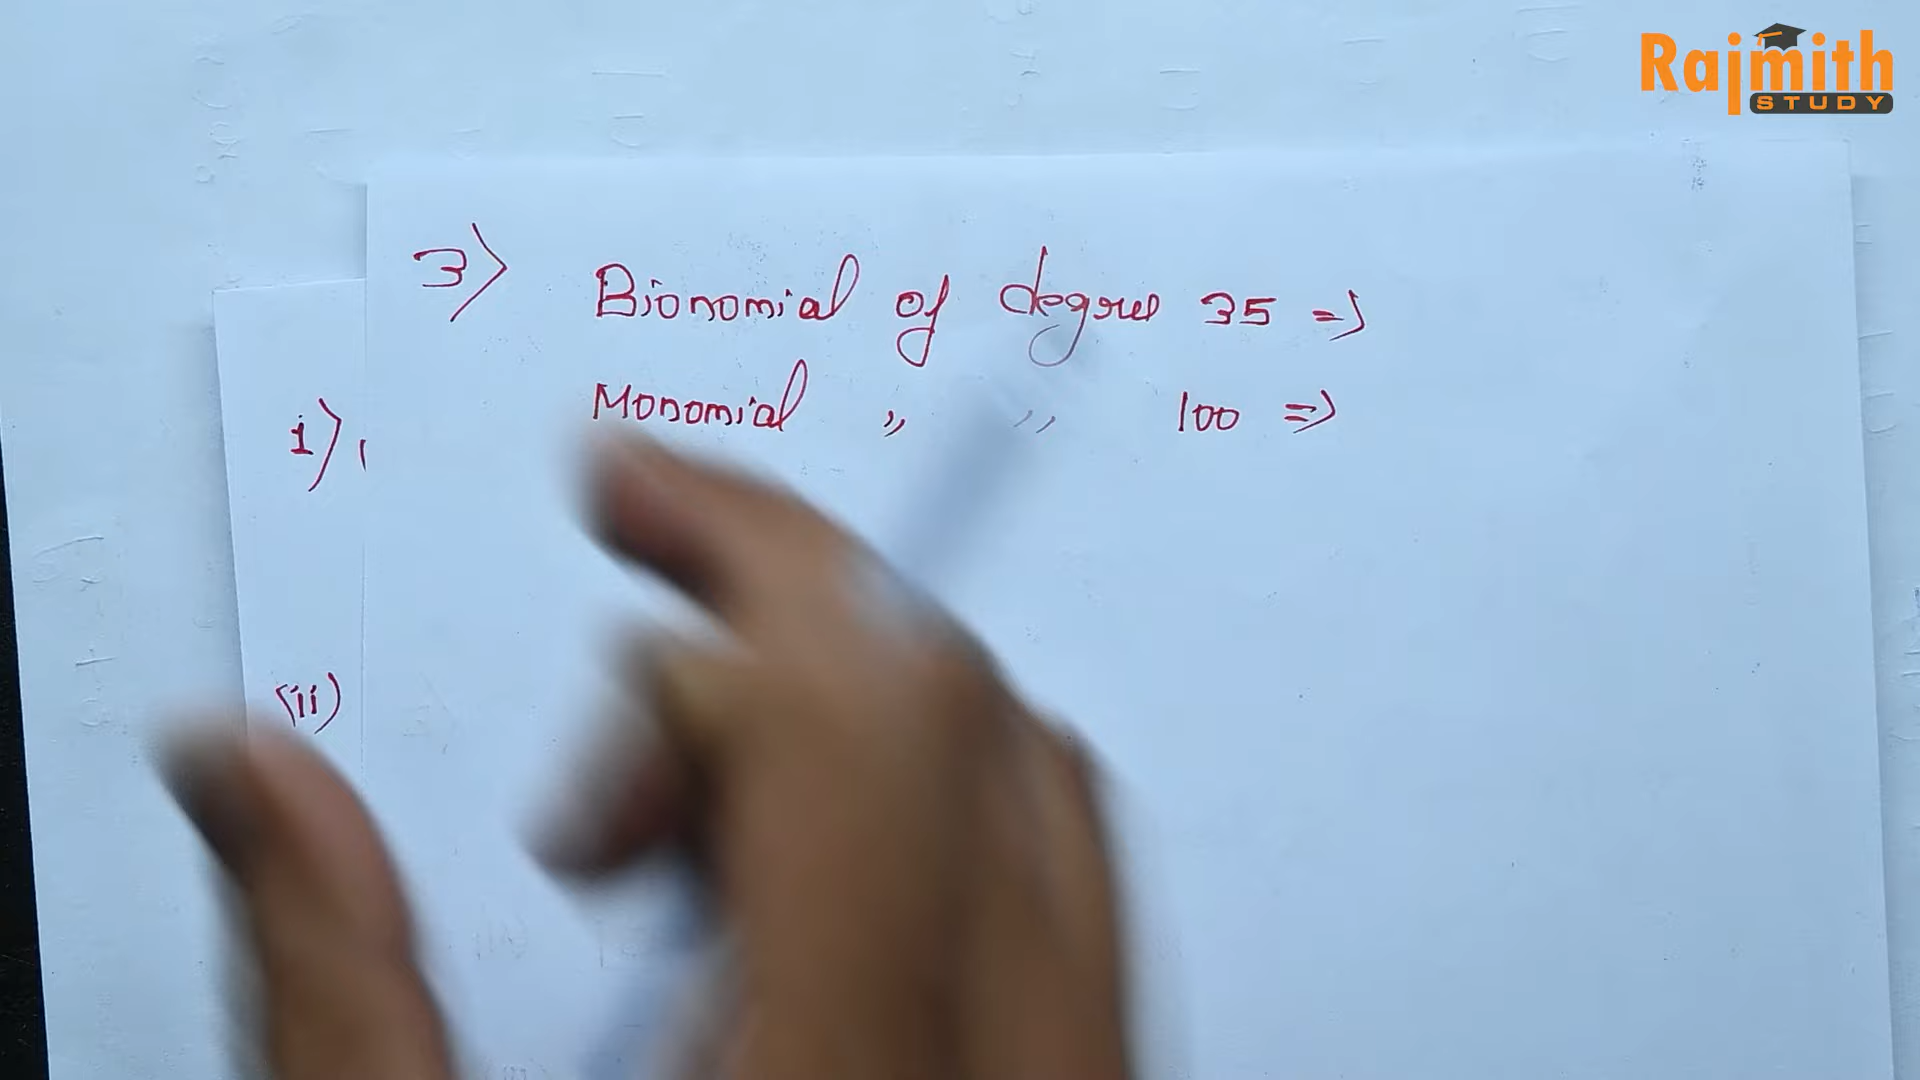 Rajmith
STUDY
3) Bionomial of degree 35 =>
Monomial " " 100 =>
i)
(ii)